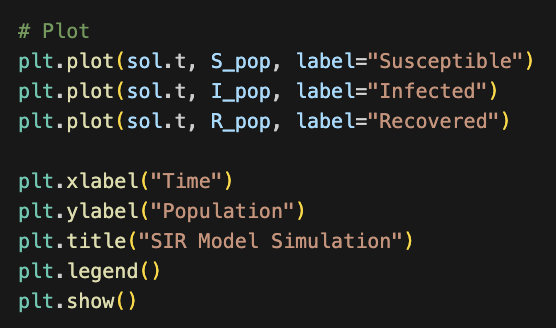 # Plot
plt.plot(sol.t, S_pop, label="Susceptible")
plt.plot(sol.t, I_pop, label="Infected")
plt.plot(sol.t, R_pop, label="Recovered")
plt.xlabel("Time")
plt.ylabel("Population")
plt.title("SIR Model Simulation")
plt.legend()
plt.show()